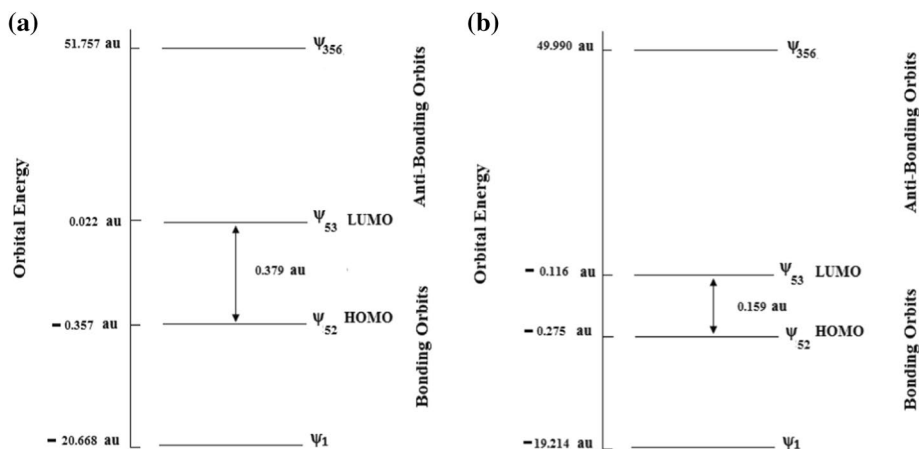 (a)
Orbital Energy
51.757 au
Ψ356
0.022 au
Ψ53 LUMO
0.379 au
− 0.357 au
Ψ52 HOMO
− 20.668 au
Ψ1
Anti-Bonding Orbits
Bonding Orbits
(b)
Orbital Energy
49.990 au
Ψ356
− 0.116 au
Ψ53 LUMO
0.159 au
− 0.275 au
Ψ52 HOMO
−19.214 au
Ψ1
Anti-Bonding Orbits
Bonding Orbits